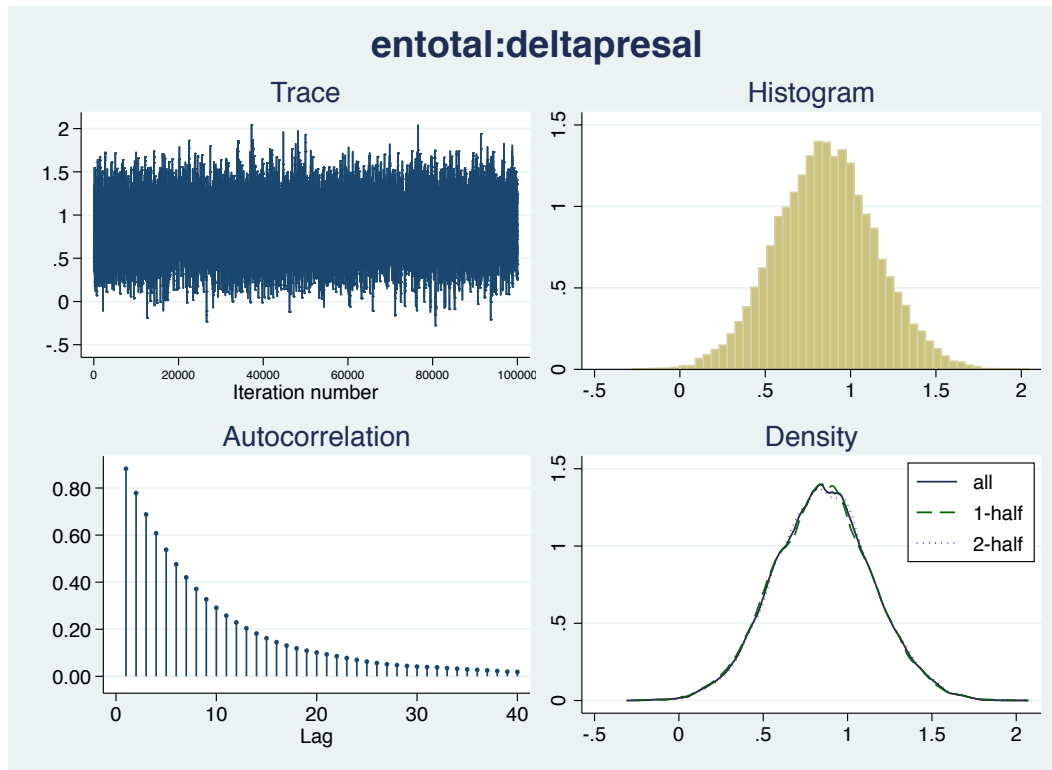 entotal:deltapresal
Trace
2
1.5
1
.5
0
-.5
0 20000 40000 60000 80000 100000
Iteration number
Histogram
1.5
1
.5
0
-.5 0 .5 1 1.5 2
Autocorrelation
0.80
0.60
0.40
0.20
0.00
0 10 20 30 40
Lag
Density
1.5
1
.5
0
-.5 0 .5 1 1.5 2
all
1-half
2-half